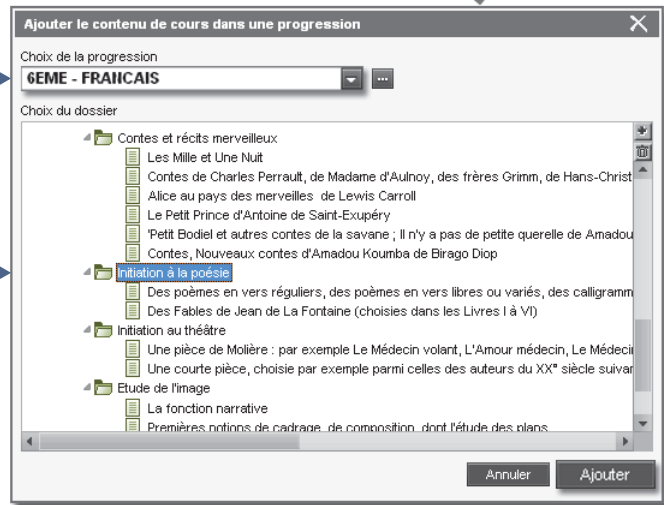 Ajouter le contenu de cours dans une progression
Choix de la progression
6EME - FRANCAIS
Choix du dossier
Contes et récits merveilleux
Les Mille et Une Nuit
Contes de Charles Perrault, de Madame d'Aulnoy, des frères Grimm, de Hans-Christ
Alice au pays des merveilles de Lewis Carroll
Le Petit Prince d'Antoine de Saint-Exupéry
'Petit Bodiel et autres contes de la savane ; Il n'y a pas de petite querelle de Amadou
Contes, Nouveaux contes d'Amadou Koumba de Birago Diop
Initiation à la poésie
Des poèmes en vers réguliers, des poèmes en vers libres ou variés, des calligramm
Des Fables de Jean de La Fontaine (choisies dans les Livres I à VI)
Initiation au théâtre
Une pièce de Molière : par exemple Le Médecin volant, L'Amour médecin, Le Médeci
Une courte pièce, choisie par exemple parmi celles des auteurs du XX° siècle suivar
Etude de l'image
La fonction narrative
Premières notions de cadrage, de composition, dont l'étude des plans
Annuler
Ajouter